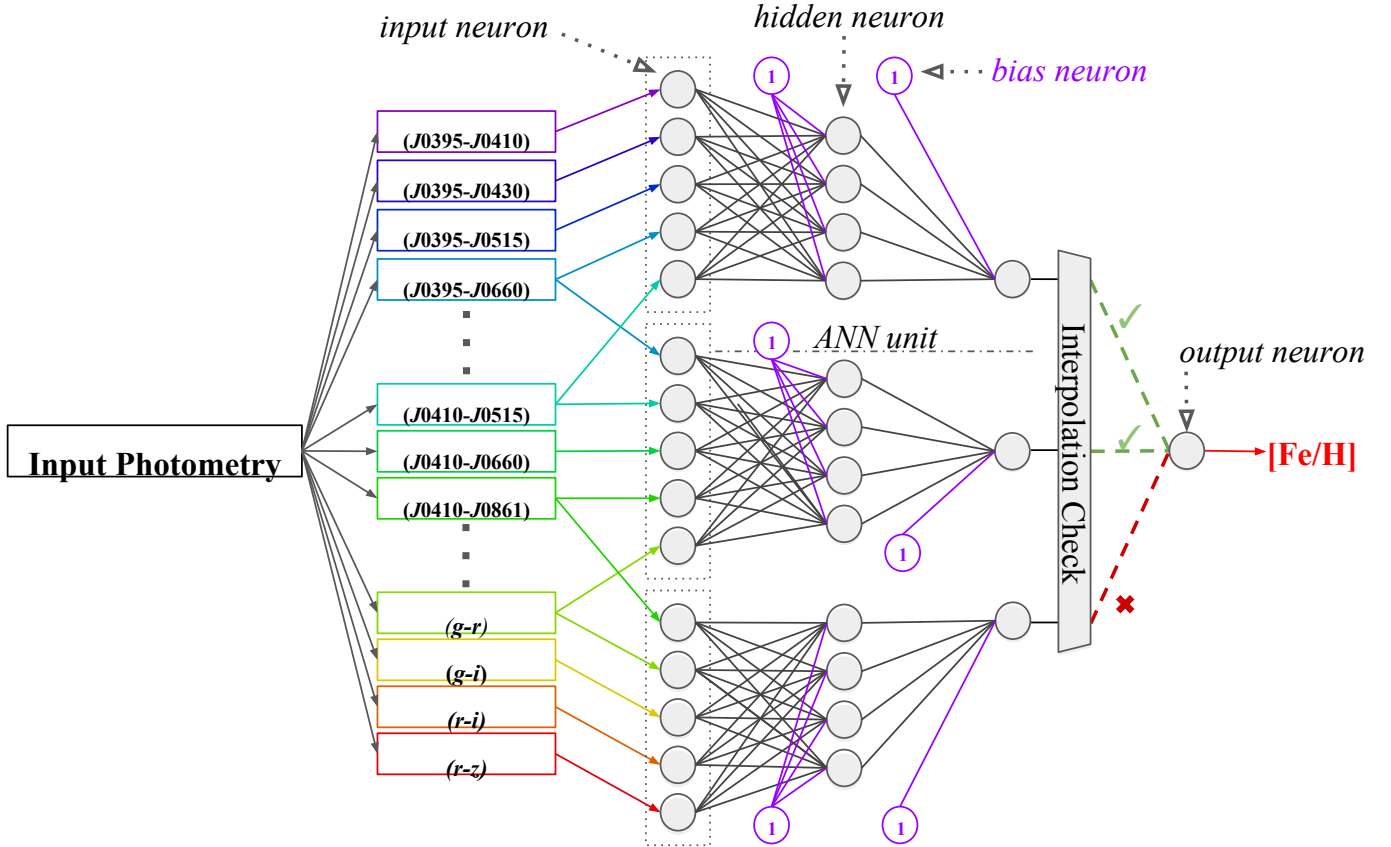 input neuron
hidden neuron
bias neuron
1
1
(J0395-J0410)
(J0395-J0430)
(J0395-J0515)
(J0395-J0660)
1
ANN unit
output neuron
(J0410-J0515)
(J0410-J0660)
(J0410-J0861)
Input Photometry
Interpolation Check
[Fe/H]
1
(g-r)
(g-i)
(r-i)
(r-z)
1
1